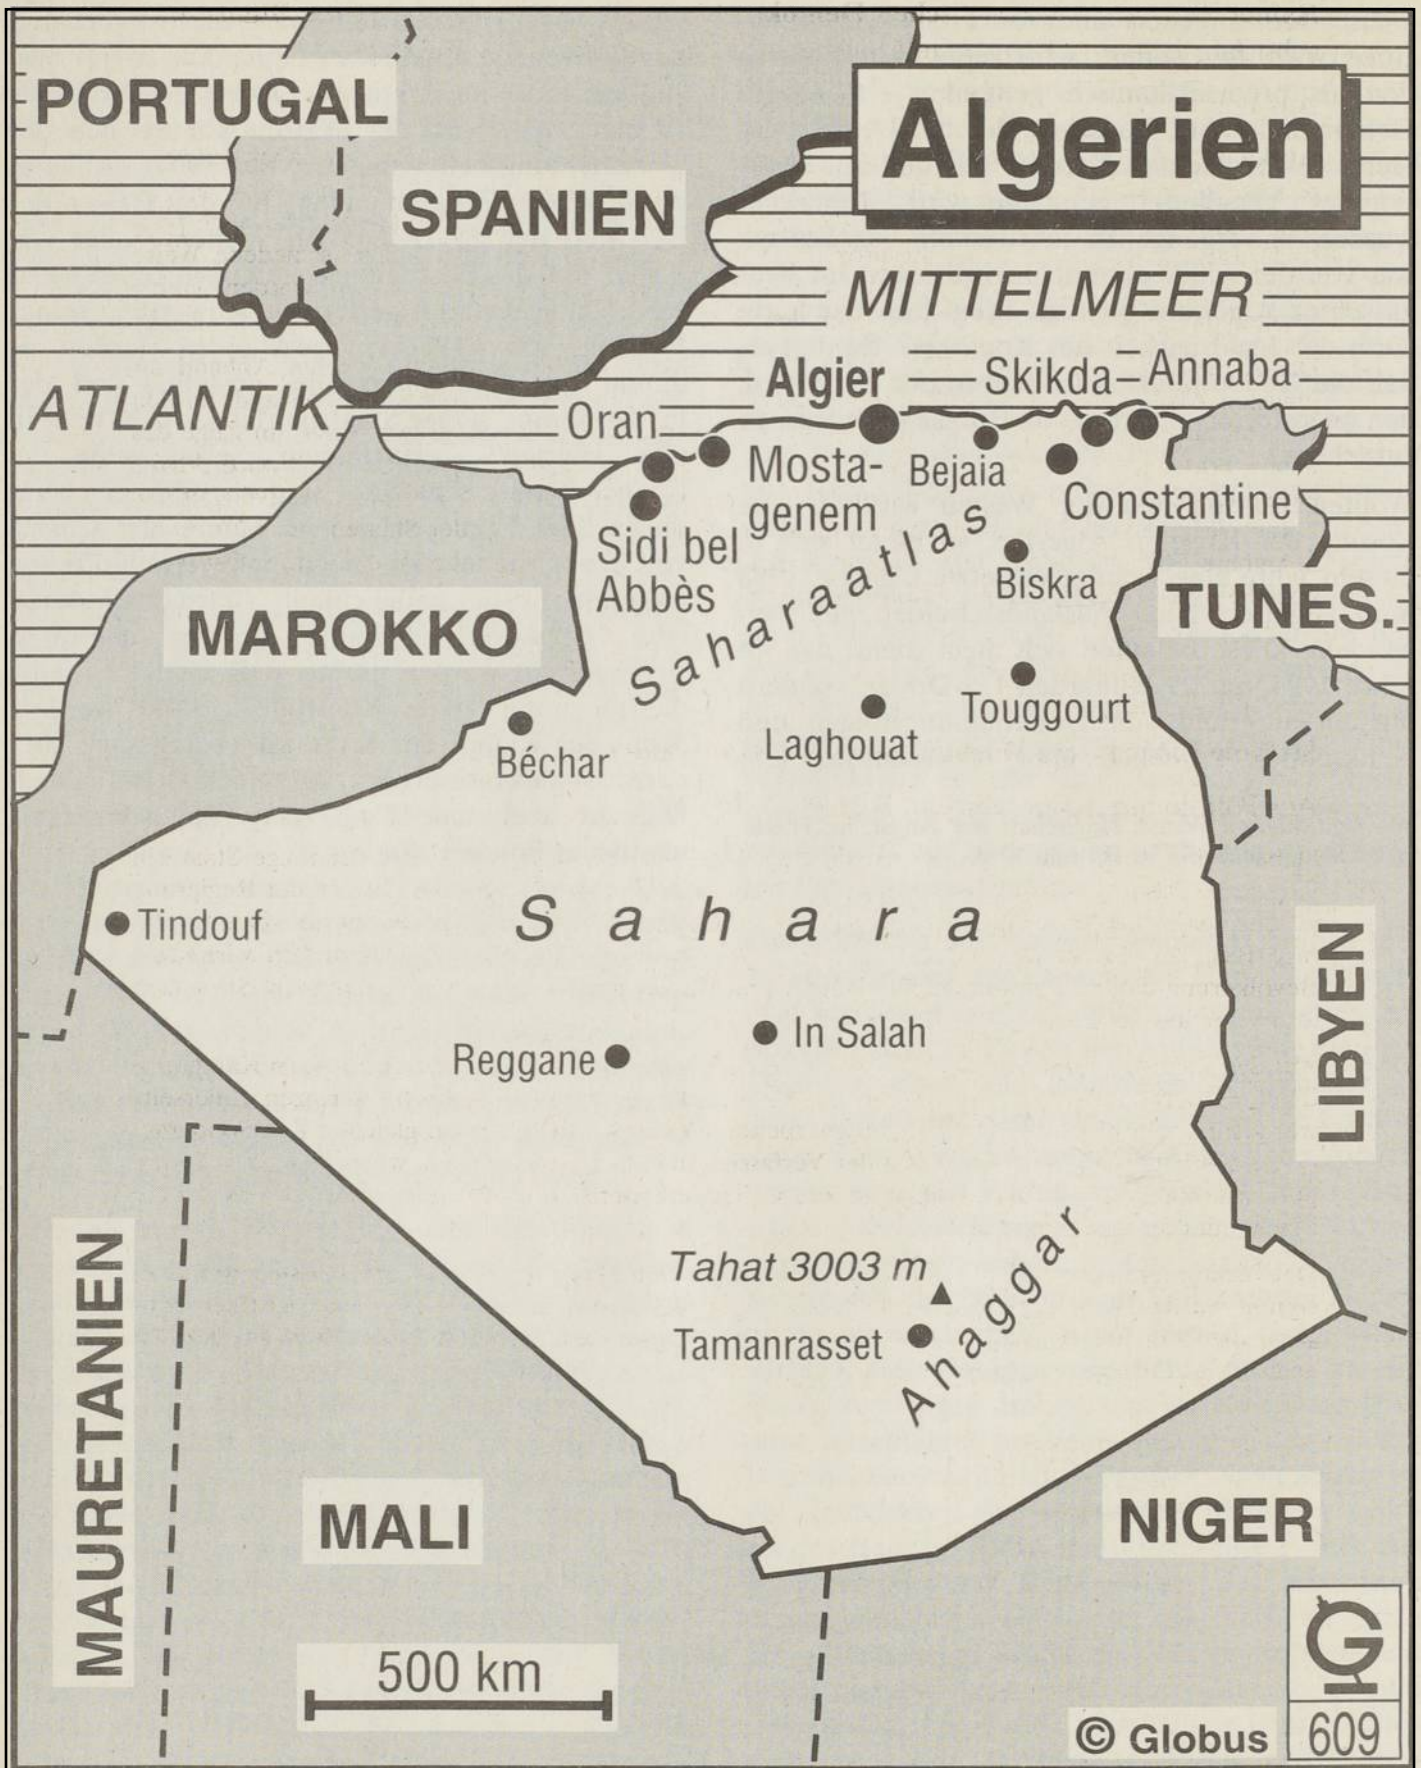 PORTUGAL
Algerien
SPANIEN
MITTELMEER
Algier
Skikda
Annaba
ATLANTIK
Oran
Mosta-
genem
Bejaia
Constantine
Sidi bel
Abbès
Saharaatlas
Biskra
MAROKKO
TUNES.
Touggourt
Laghouat
Béchar
Sahara
Tindouf
LIBYEN
In Salah
Reggane
Tahat 3003 m
Ahaggar
Tamanrasset
MAURETANIEN
MALI
NIGER
500 km
G
© Globus
609